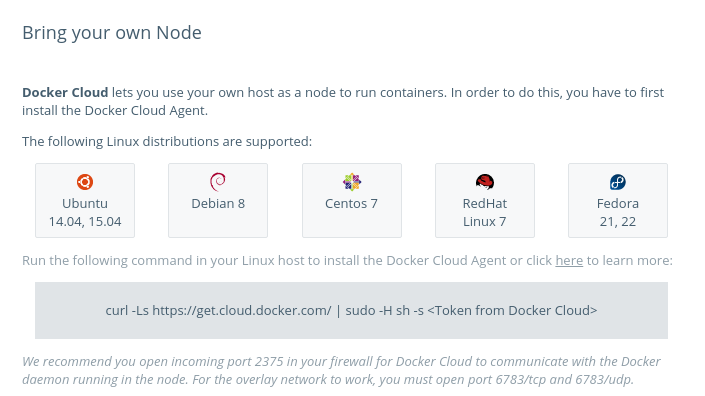 Bring your own Node
Docker Cloud lets you use your own host as a node to run containers. In order to do this, you have to first
install the Docker Cloud Agent.
The following Linux distributions are supported:
Ubuntu
14.04, 15.04
Debian 8
Centos 7
RedHat
Linux 7
Fedora
21, 22
Run the following command in your Linux host to install the Docker Cloud Agent or click here to learn more:
curl -Ls https://get.cloud.docker.com/ | sudo -H sh -s <Token from Docker Cloud>
We recommend you open incoming port 2375 in your firewall for Docker Cloud to communicate with the Docker
daemon running in the node. For the overlay network to work, you must open port 6783/tcp and 6783/udp.